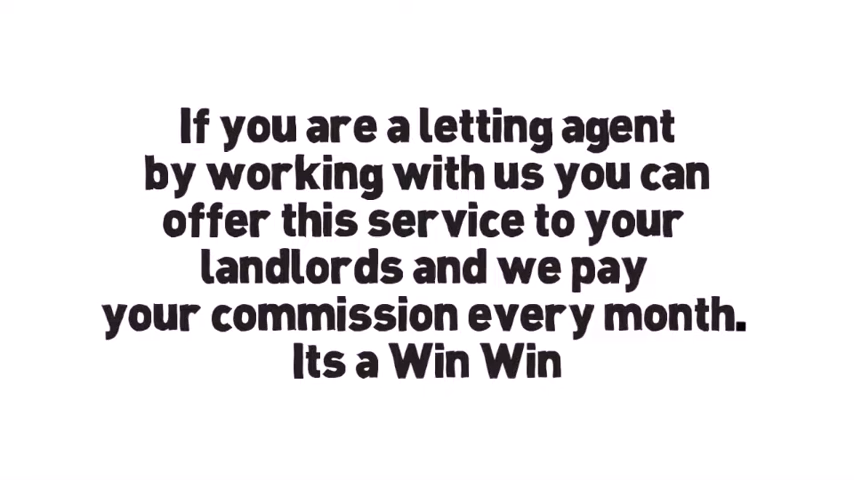 If you are a letting agent
by working with us you can
offer this service to your
landlords and we pay
your commission every month.
Its a Win Win